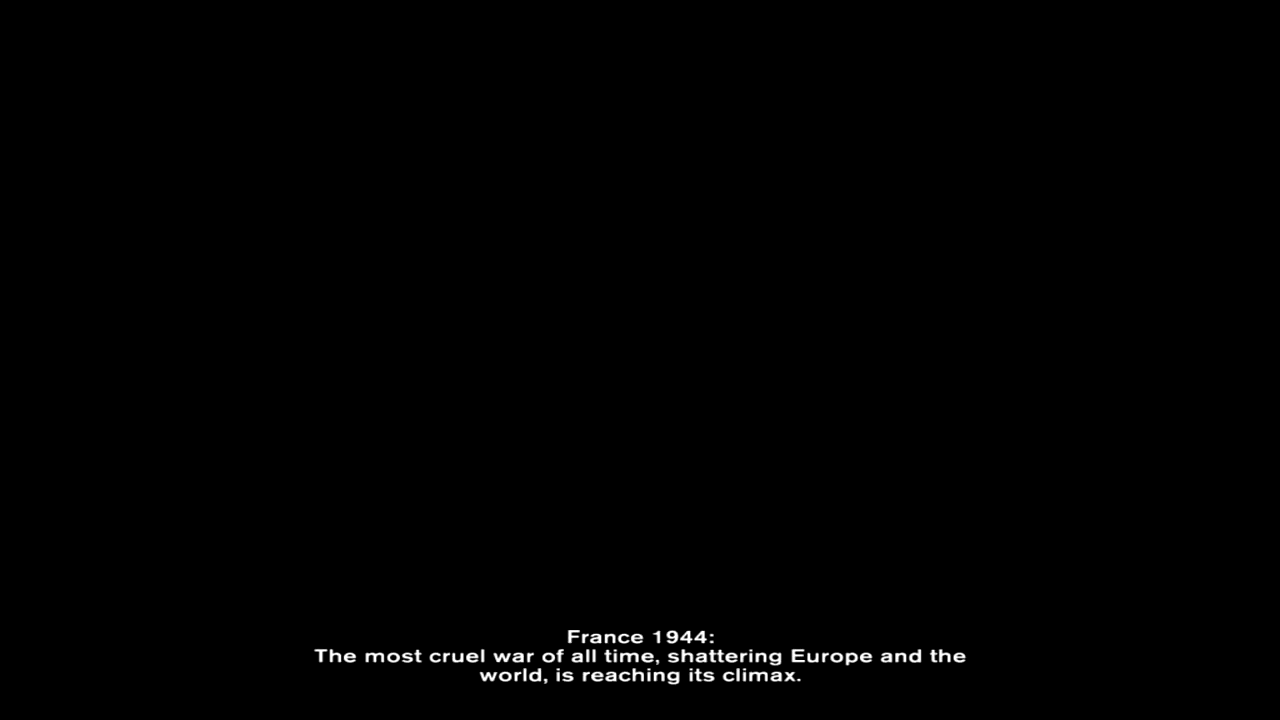 France 1944:
The most cruel war of all time, shattering Europe and the
world, is reaching its climax.